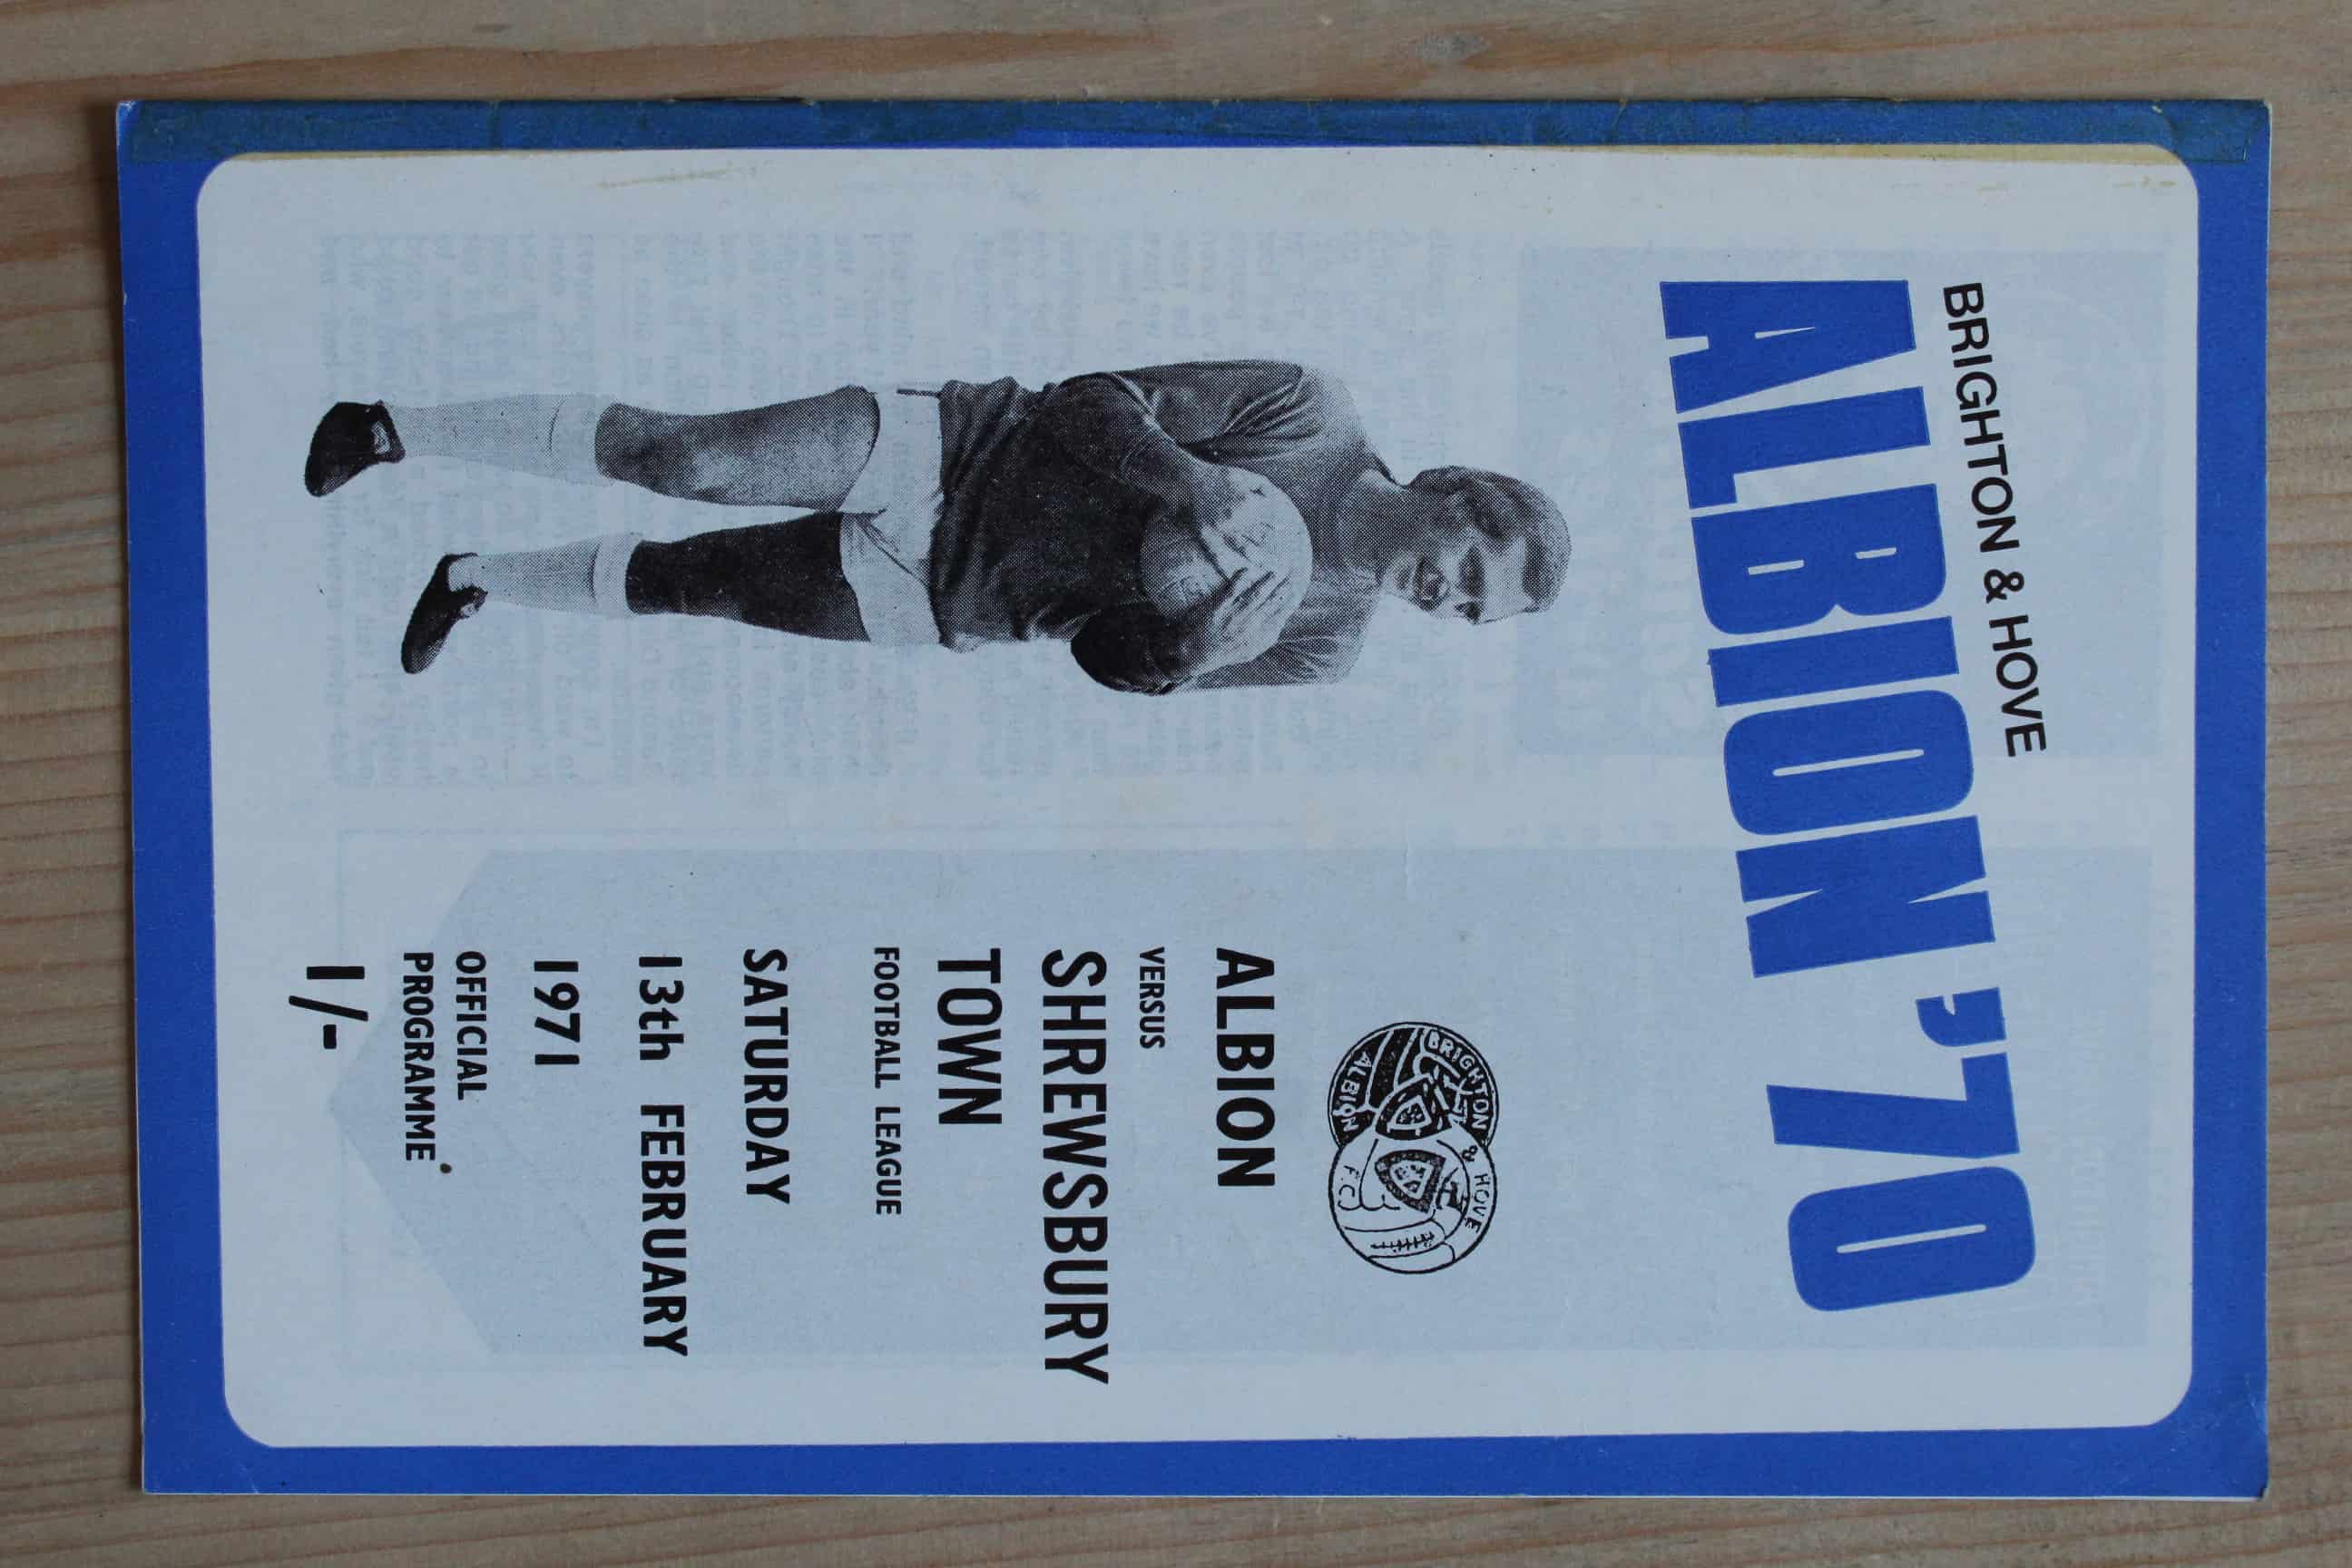 BRIGHTON & HOVE
ALBION '70
BRIGHTON & HOVE
ALBION
F.C.
ALBION
VERSUS
SHREWSBURY
TOWN
FOOTBALL LEAGUE
SATURDAY
13th FEBRUARY
1971
OFFICIAL
PROGRAMME
1/-